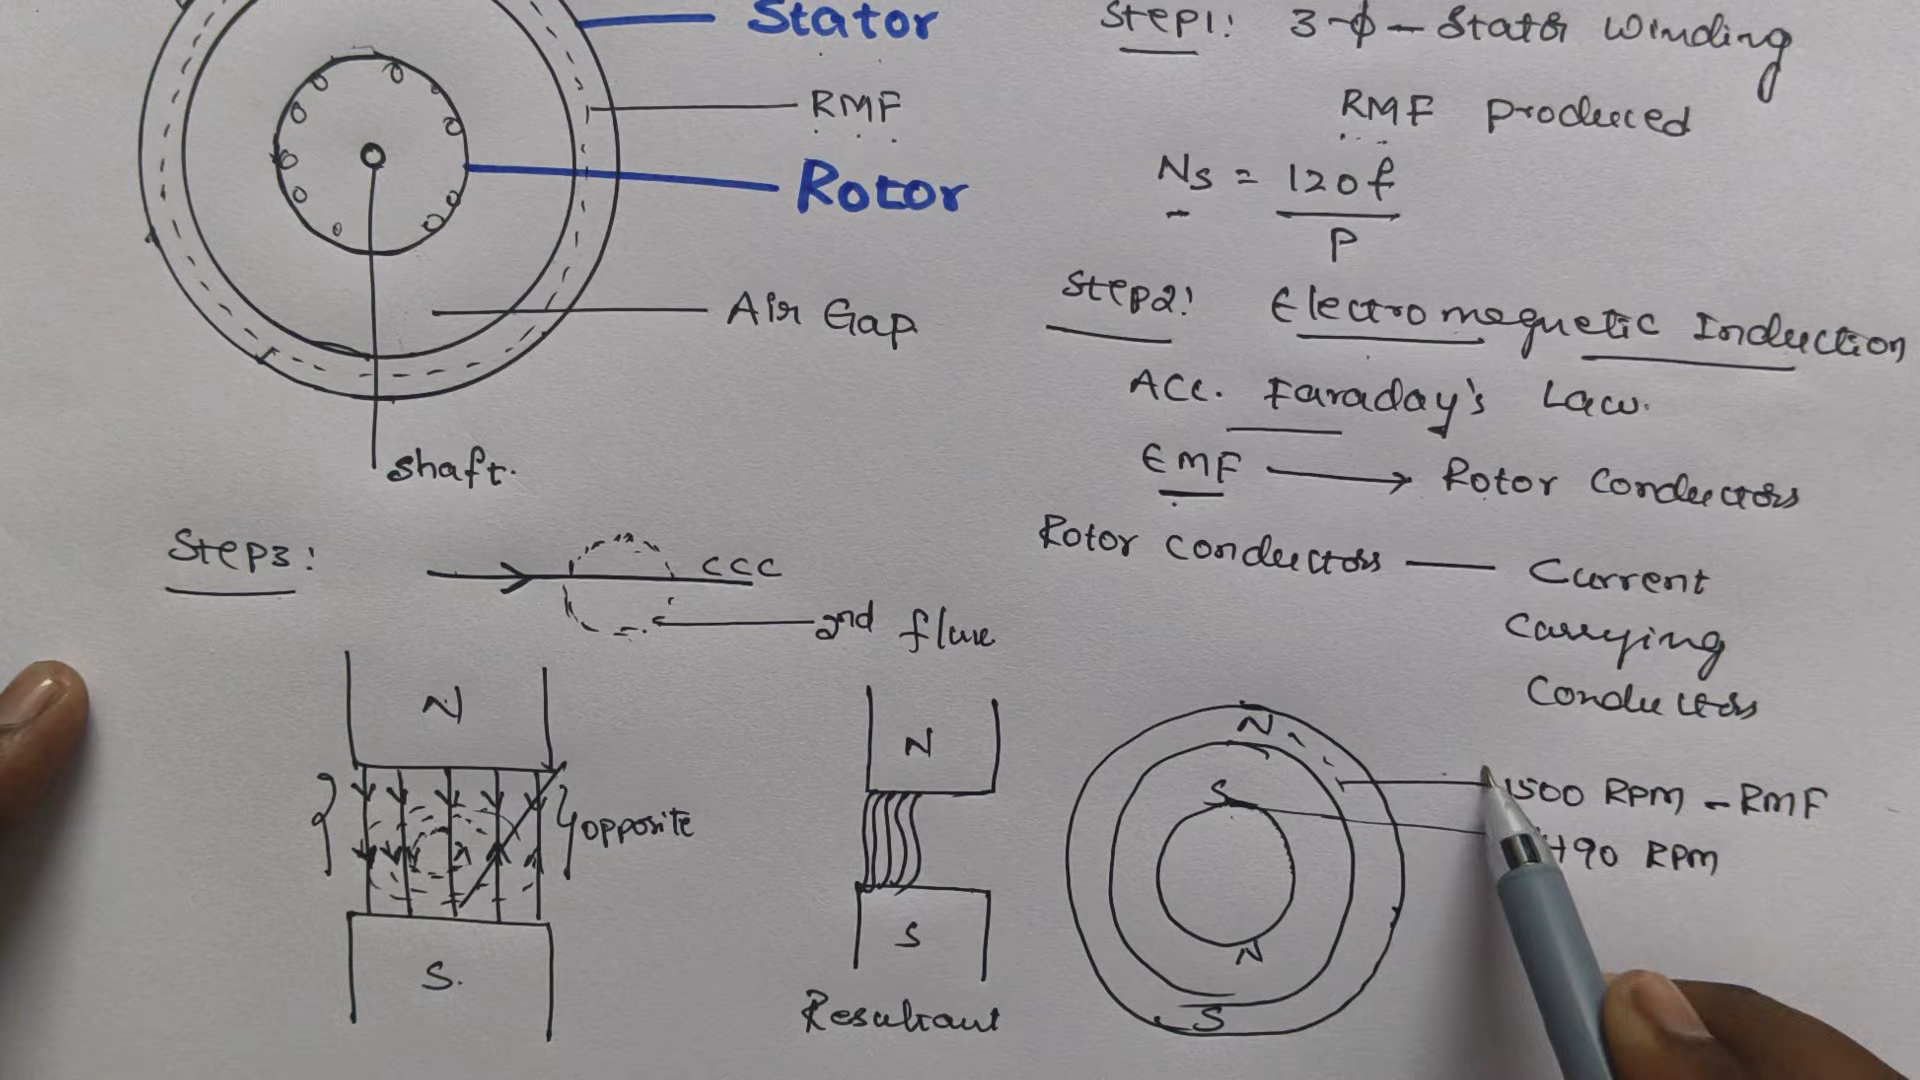 Stator
RMF
Rotor
Air Gap
shaft.
Step1: 3-ϕ - Stator Winding
RMF produced
Ns = 120f
P
Step2: Electromagnetic Induction
ACC. Faraday's Law.
EMF → Rotor Conductors
Rotor conductors — Current
Carrying
Conductors
Step3:
CCC
2nd flux
N
opposite
S.
N
S
Resultant
N
S
N
S
1500 RPM - RMF
490 RPM